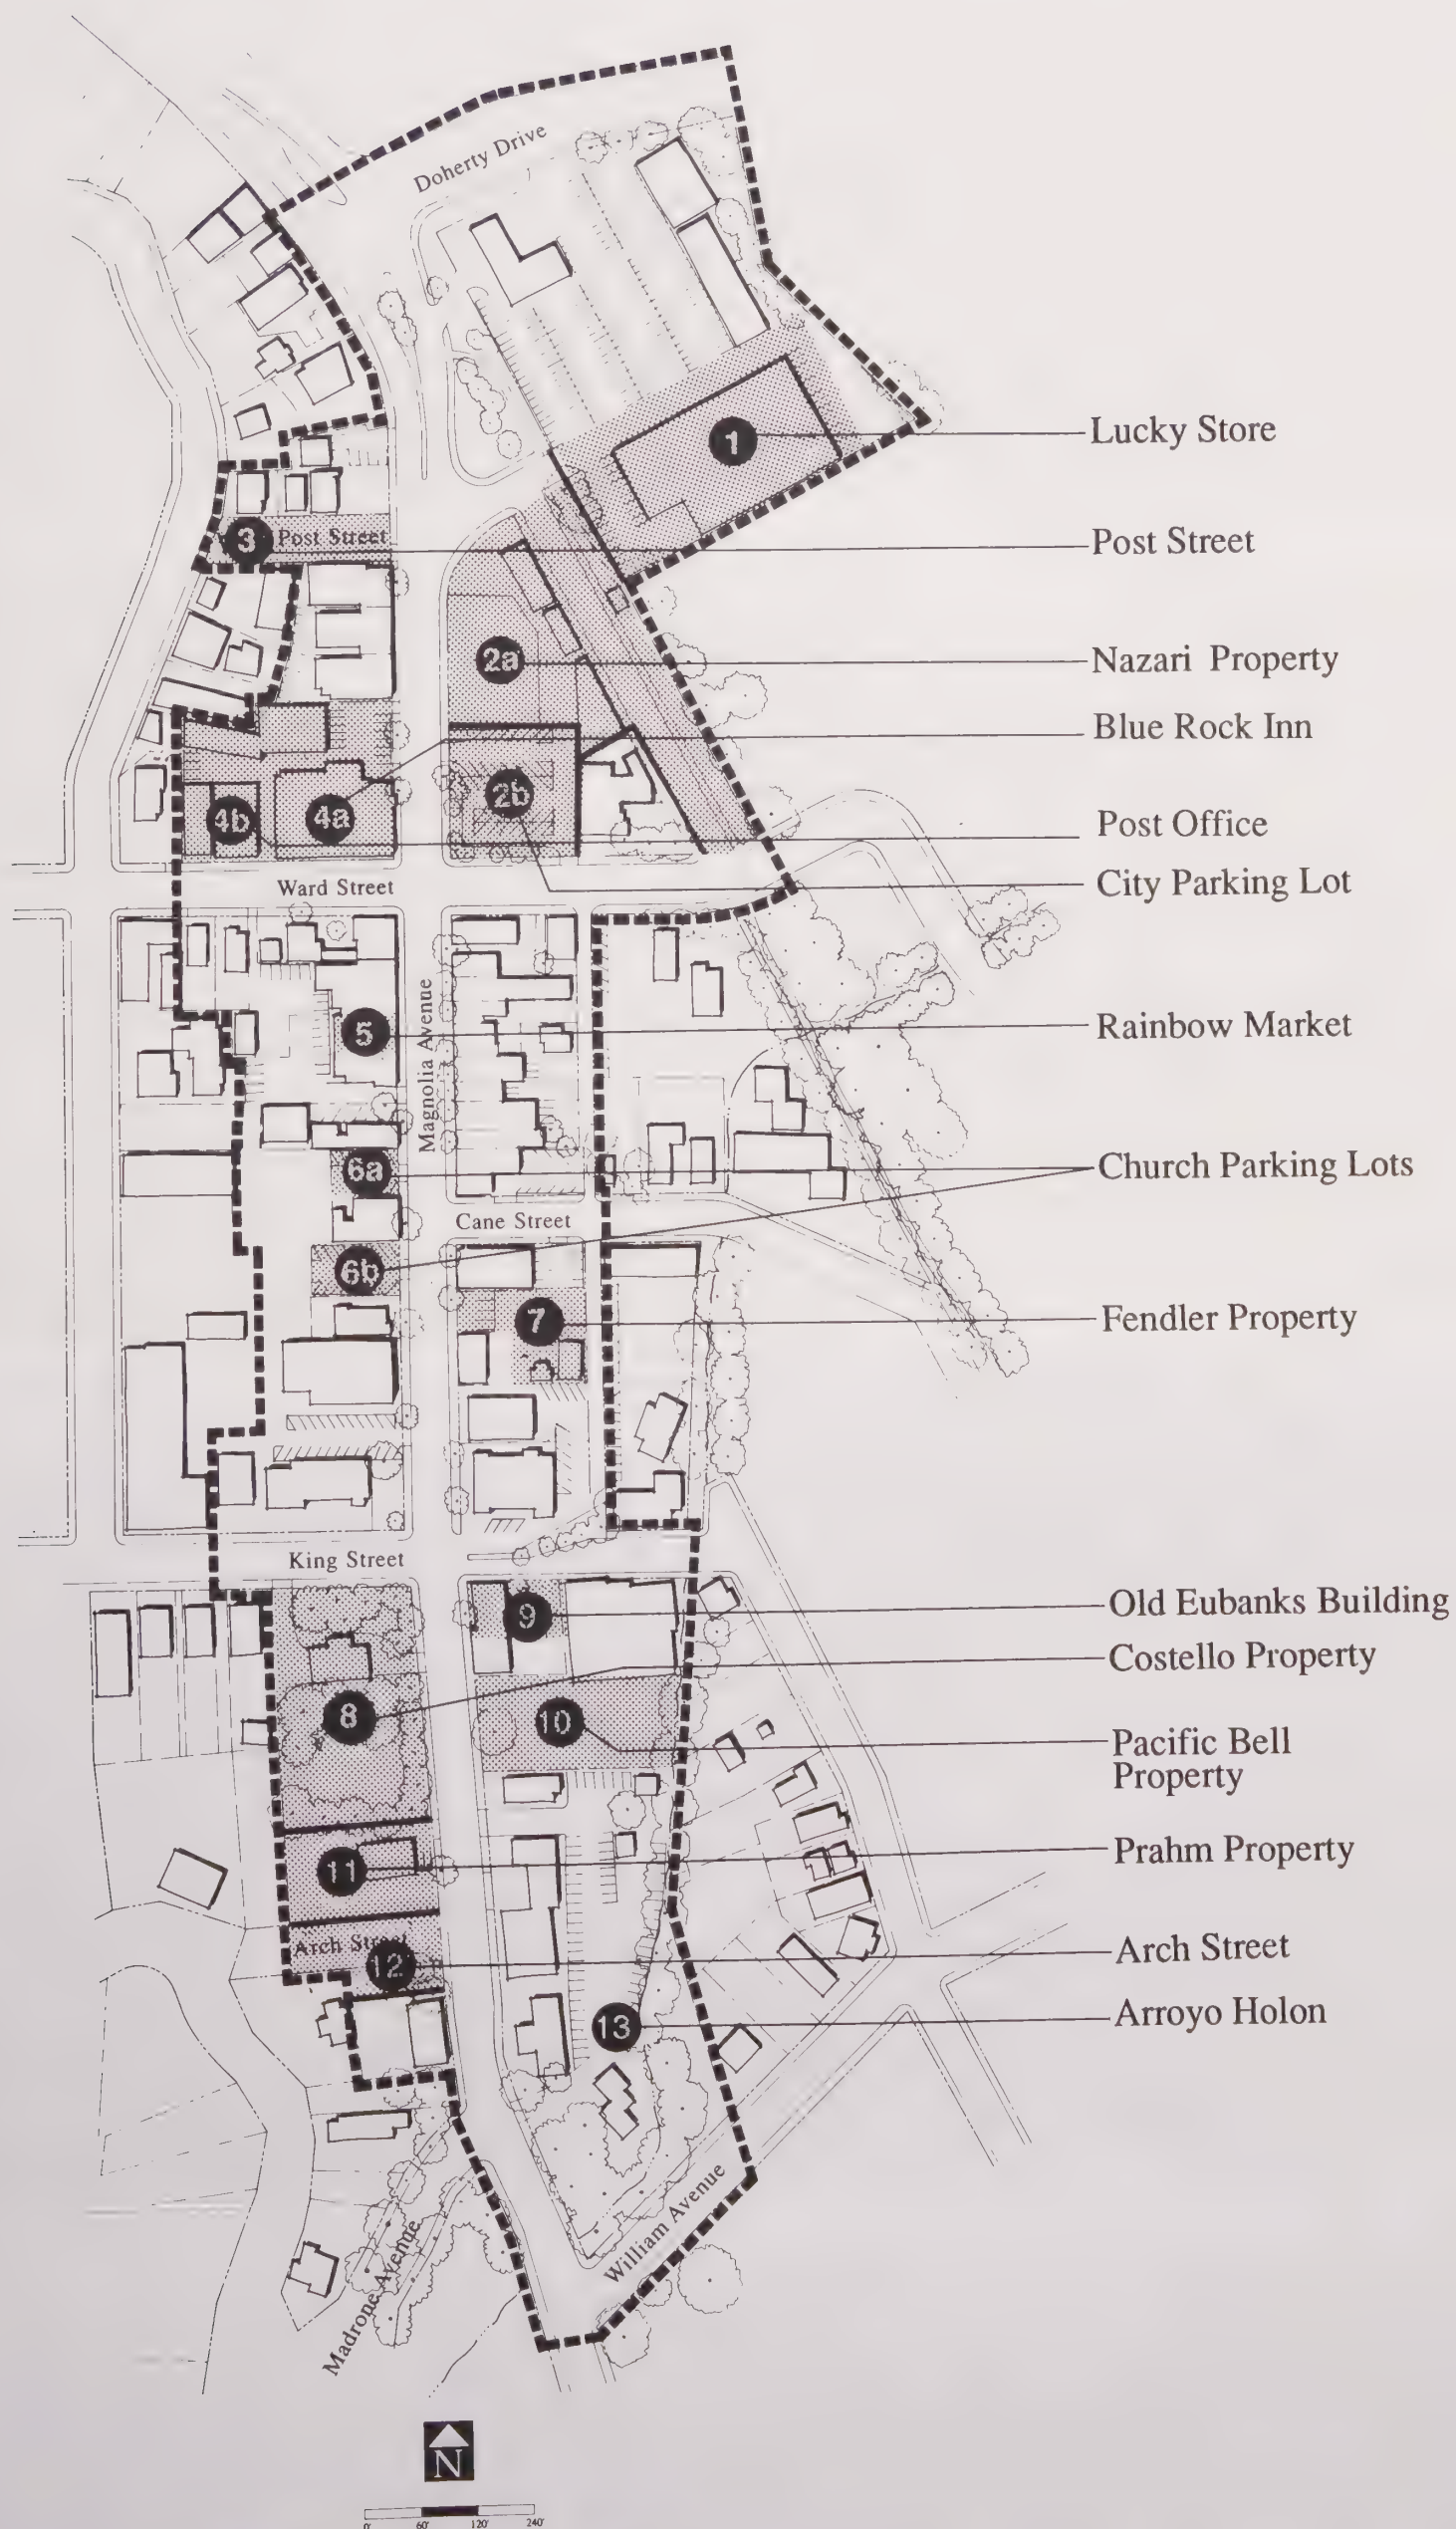 Doherty Drive
1
Lucky Store
3
Post Street
Post Street
2a
Nazari Property
Blue Rock Inn
2b
4b
4a
Post Office
Ward Street
City Parking Lot
Magnolia Avenue
5
Rainbow Market
6a
Church Parking Lots
Cane Street
6b
7
Fendler Property
King Street
9
Old Eubanks Building
Costello Property
8
10
Pacific Bell
Property
11
Prahm Property
Arch Street
12
Arch Street
13
Arroyo Holon
William Avenue
Madrone Avenue
N
0' 60' 120' 240'